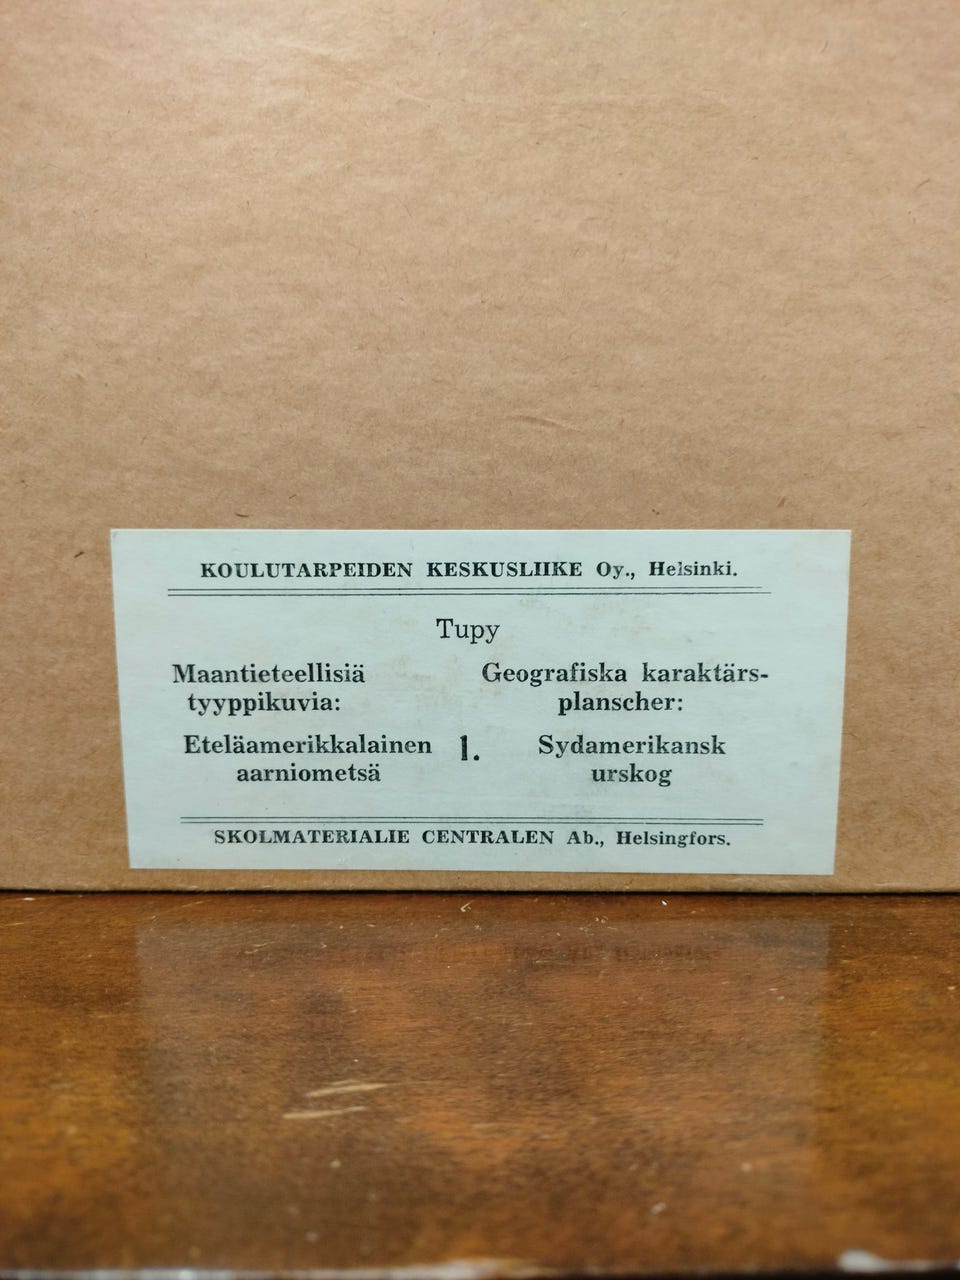 KOULUTARPEIDEN KESKUSLIIKE Oy., Helsinki.
Tupy
Maantieteellisiä
tyyppikuvia:
Geografiska karaktärs-
planscher:
Eteläamerikkalainen
aarniometsä
1.
Sydamerikansk
urskog
SKOLMATERIALIE CENTRALEN Ab., Helsingfors.